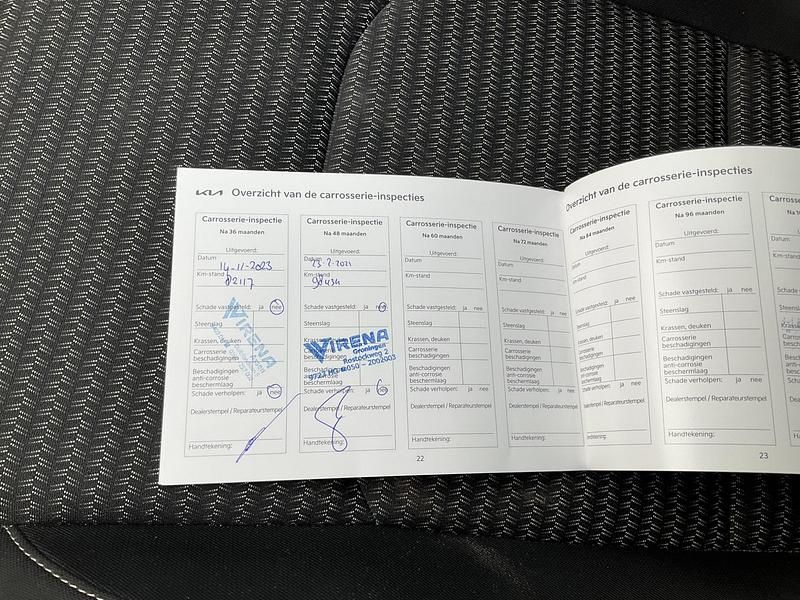 KIA Overzicht van de carrosserie-inspecties
Carrosserie-inspectie
Na 36 maanden
Uitgevoerd:
Datum
14-11-2023
Km-stand
Schade vastgesteld: ja nee
Steenslag
Krassen, deuken
Carrosserie
beschadigingen
Beschadigingen
anti-corrosie
beschermlaag
Schade verholpen: ja nee
Dealerstempel / Reparateurstempel
Handtekening:
VIRENA
Carrosserie-inspectie
Na 48 maanden
Uitgevoerd:
Datum
Km-stand
Schade vastgesteld: ja nee
Steenslag
Krassen, deuken
VIRENA
Groningen
Rostockweg 2
050 - 2002003
beschadigingen
Beschadigingen
anti-corrosie
beschermlaag
Schade verholpen: ja nee
Dealerstempel / Reparateurstempel
Handtekening:
Carrosserie-inspectie
Na 60 maanden
Uitgevoerd:
Datum
Km-stand
Schade vastgesteld: ja nee
Steenslag
Krassen, deuken
Carrosserie
beschadigingen
Beschadigingen
anti-corrosie
beschermlaag
Schade verholpen: ja nee
Dealerstempel / Reparateurstempel
Handtekening:
Carrosserie-inspectie
Na 72 maanden
Uitgevoerd:
Datum
Km-stand
Schade vastgesteld: ja nee
Steenslag
Krassen, deuken
Carrosserie
beschadigingen
Beschadigingen
anti-corrosie
beschermlaag
Schade verholpen: ja nee
Dealerstempel / Reparateurstempel
Handtekening:
22
Overzicht van de carrosserie-inspecties
Carrosserie-inspectie
Na 84 maanden
Uitgevoerd:
Datum
Km-stand
Schade vastgesteld: ja nee
Steenslag
Krassen, deuken
Carrosserie
beschadigingen
Beschadigingen
anti-corrosie
beschermlaag
Schade verholpen: ja nee
Dealerstempel / Reparateurstempel
Handtekening:
Carrosserie-inspectie
Na 96 maanden
Uitgevoerd:
Datum
Km-stand
Schade vastgesteld: ja nee
Steenslag
Krassen, deuken
Carrosserie
beschadigingen
Beschadigingen
anti-corrosie
beschermlaag
Schade verholpen: ja nee
Dealerstempel / Reparateurstempel
Handtekening:
23